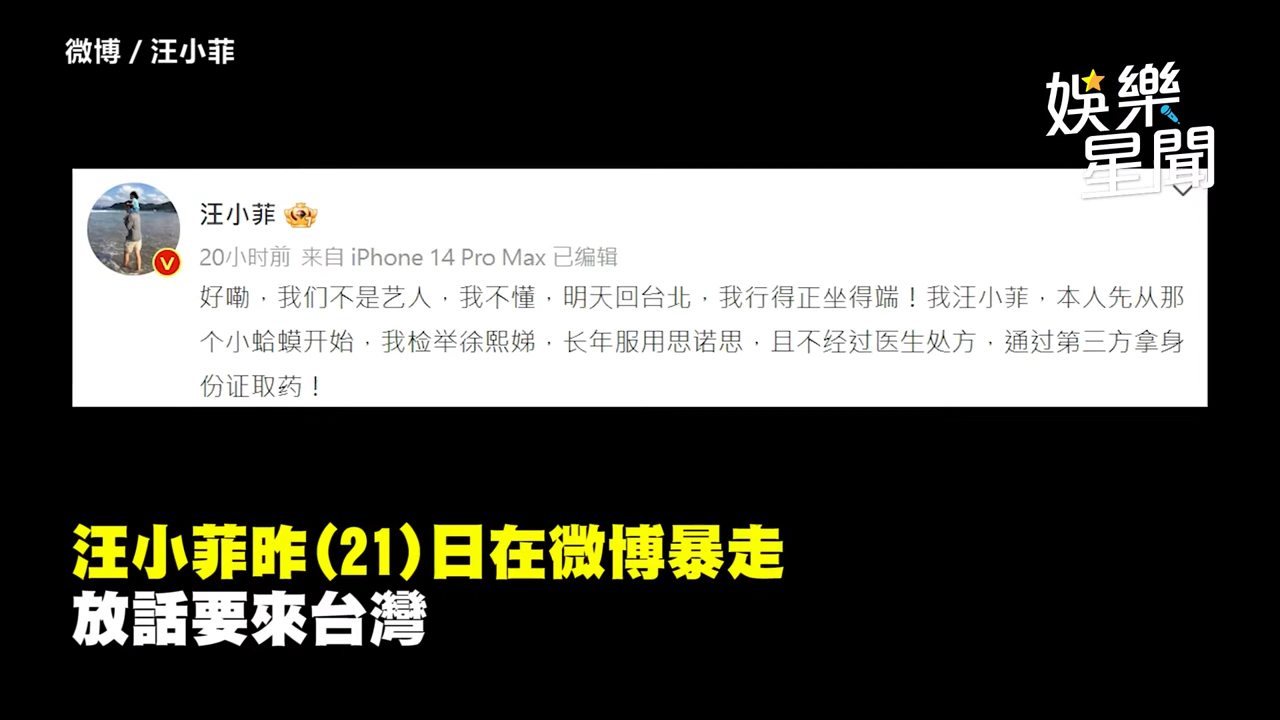 微博 / 汪小菲
娛樂
星聞
汪小菲
20小时前 来自 iPhone 14 Pro Max 已编辑
好嘞，我们不是艺人，我不懂，明天回台北，我行得正坐得端！我汪小菲，本人先从那
个小蛤蟆开始，我检举徐熙娣，长年服用思诺思，且不经过医生处方，通过第三方拿身
份证取药！
汪小菲昨(21)日在微博暴走
放話要來台灣